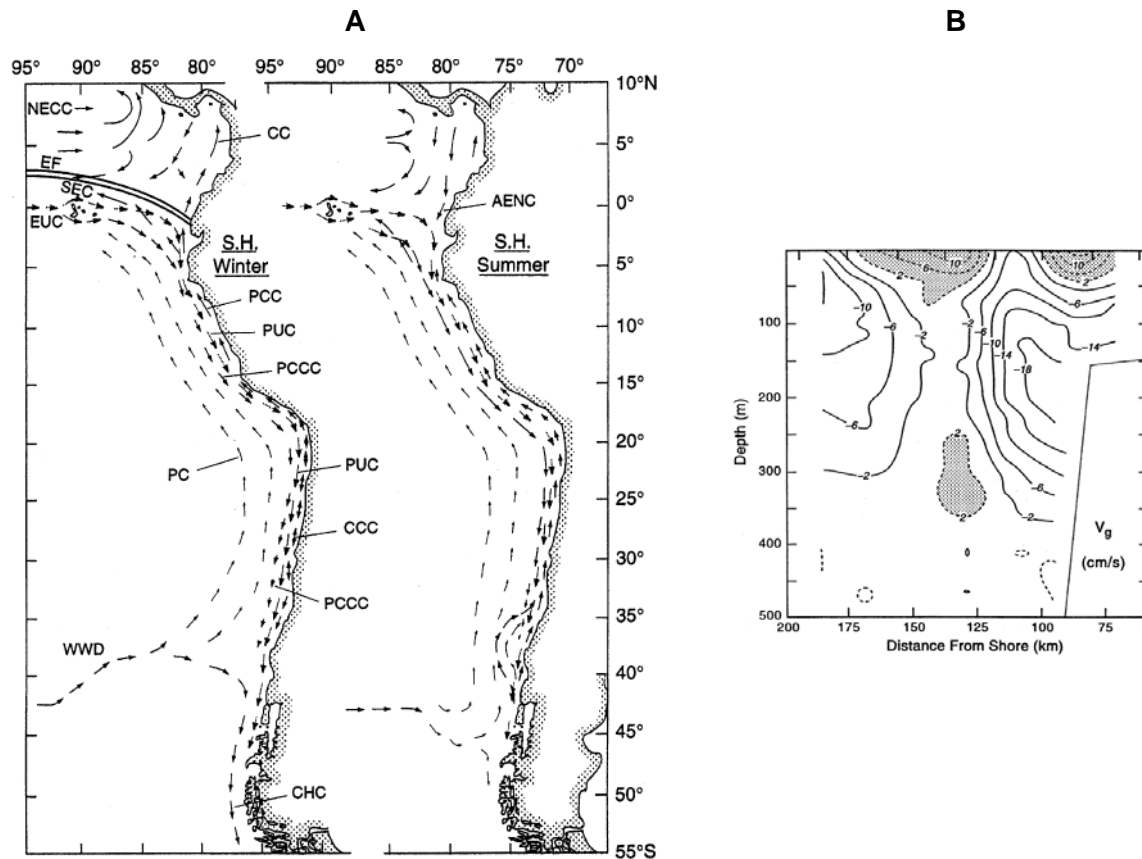 A
B
95° 90° 85° 80° 95° 90° 85° 80° 75° 70°
10°N
NECC
CC
5°
EF
SEC
AENC
0°
EUC
S.H.
Winter
S.H.
Summer
5°
PCC
PUC
10°
PCCC
15°
20°
PC
PUC
25°
CCC
30°
PCCC
35°
WWD
40°
45°
CHC
50°
55°S
10
6
2
10
2
-10
-6
-2
-2
-6
-10
-14
-18
-14
100
200
-6
2
300
-2
-6
-2
2
400
500
Depth (m)
Vg
(cm/s)
200 175 150 125 100 75
Distance From Shore (km)